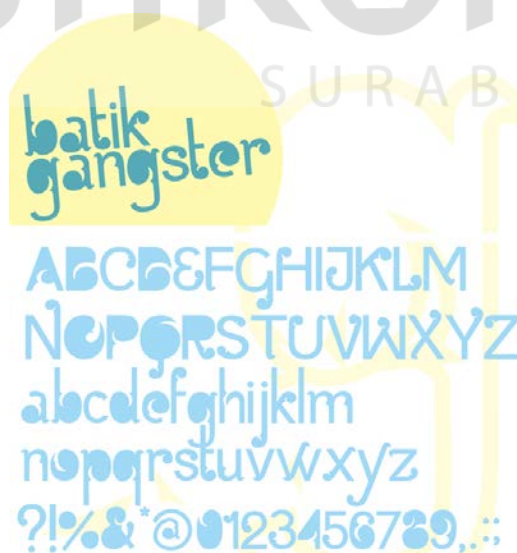 SURAB
batik
gangster
ABCDEFGHIJKLM
NOPQRSTUVWXYZ
abcdefghijklm
nopqrstuvwxyz
?!%&*@0123456789,.:;